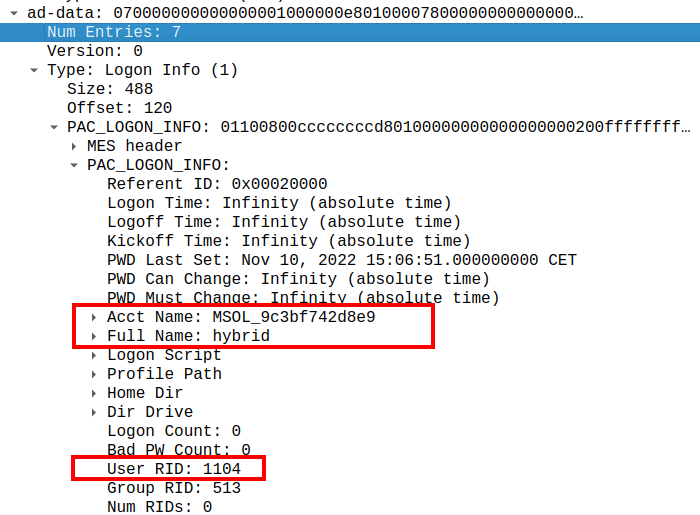 ad-data: 070000000000000001000000e80100007800000000000000…
Num Entries: 7
Version: 0
Type: Logon Info (1)
Size: 488
Offset: 120
PAC_LOGON_INFO: 01100800ccccccccd80100000000000000000200ffffffff…
MES header
PAC_LOGON_INFO:
Referent ID: 0x00020000
Logon Time: Infinity (absolute time)
Logoff Time: Infinity (absolute time)
Kickoff Time: Infinity (absolute time)
PWD Last Set: Nov 10, 2022 15:06:51.000000000 CET
PWD Can Change: Infinity (absolute time)
PWD Must Change: Infinity (absolute time)
Acct Name: MSOL_9c3bf742d8e9
Full Name: hybrid
Logon Script
Profile Path
Home Dir
Dir Drive
Logon Count: 0
Bad PW Count: 0
User RID: 1104
Group RID: 513
Num RIDs: 0